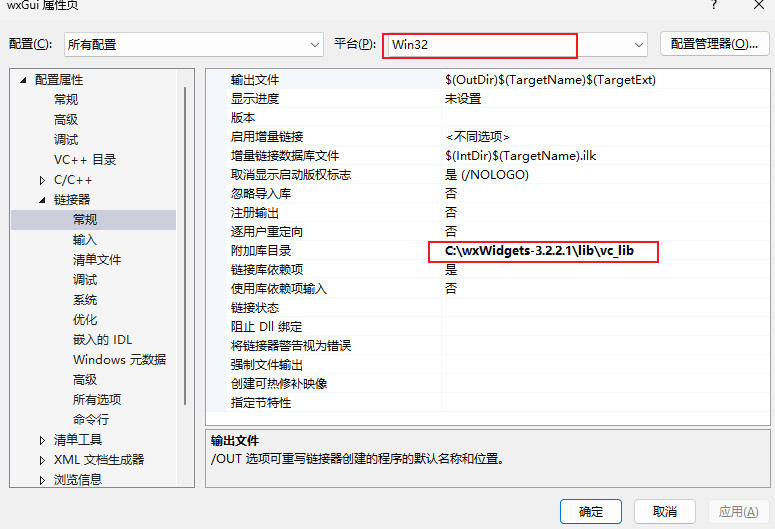 wxGui 属性页
? ×
配置(C): 所有配置 平台(P): Win32 配置管理器(O)...
配置属性
常规
高级
调试
VC++ 目录
C/C++
链接器
常规
输入
清单文件
调试
系统
优化
嵌入的 IDL
Windows 元数据
高级
所有选项
命令行
清单工具
XML 文档生成器
浏览信息
输出文件 $(OutDir)$(TargetName)$(TargetExt)
显示进度 未设置
版本
启用增量链接 <不同选项>
增量链接数据库文件 $(IntDir)$(TargetName).ilk
取消显示启动版权标志 是 (/NOLOGO)
忽略导入库 否
注册输出 否
逐用户重定向 否
附加库目录 C:\wxWidgets-3.2.2.1\lib\vc_lib
链接库依赖项 是
使用库依赖项输入 否
链接状态
阻止 Dll 绑定
将链接器警告视为错误
强制文件输出
创建可热修补映像
指定节特性
输出文件
/OUT 选项可重写链接器创建的程序的默认名称和位置。
确定 取消 应用(A)